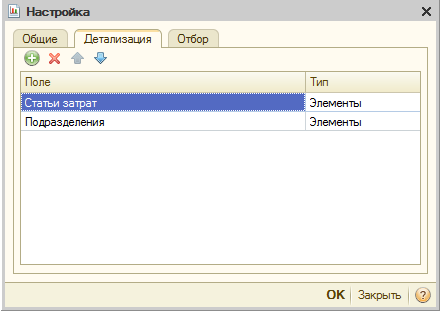 Настройка
Общие Детализация Отбор
Поле Тип
Статьи затрат Элементы
Подразделения Элементы
OK Закрыть ?